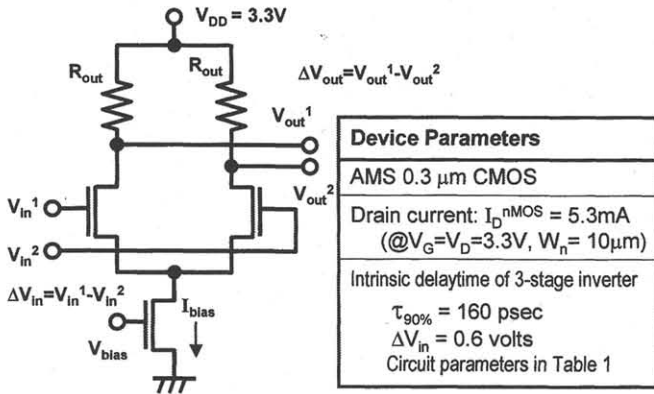 V_DD = 3.3V
R_out
R_out
ΔV_out=V_out^1-V_out^2
V_out^1
V_out^2
V_in^1
V_in^2
ΔV_in=V_in^1-V_in^2
I_bias
V_bias
Device Parameters
AMS 0.3 μm CMOS
Drain current: I_D^nMOS = 5.3mA
(@V_G=V_D=3.3V, W_n= 10μm)
Intrinsic delaytime of 3-stage inverter
τ_90% = 160 psec
ΔV_in = 0.6 volts
Circuit parameters in Table 1